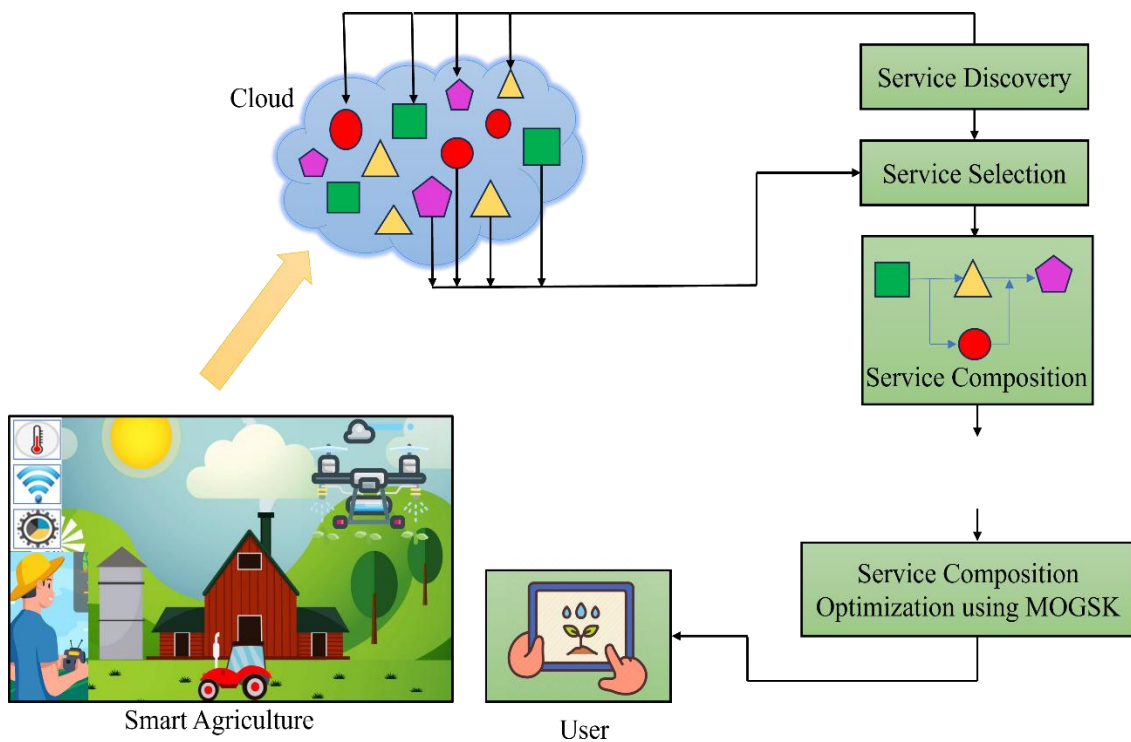 Cloud
Service Discovery
Service Selection
Service Composition
Service Composition
Optimization using MOGSK
Smart Agriculture
User